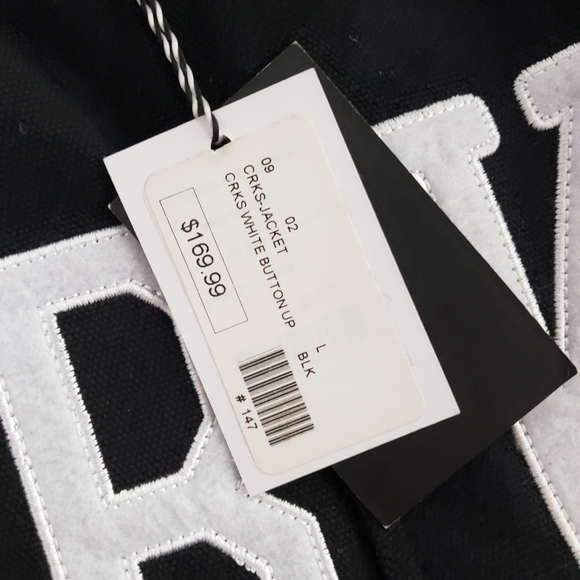 09 02
CRKS-JACKET
CRKS WHITE BUTTON UP
L
BLK
$169.99
# 147
B